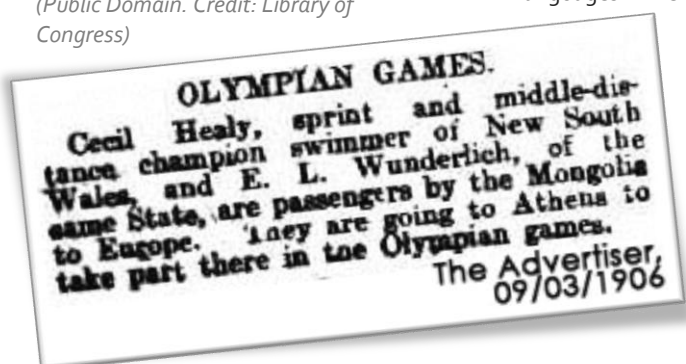 (Public Domain. Credit: Library of
Congress)
OLYMPIAN GAMES.
Cecil Healy, sprint and middle-dis-
tance champion swimmer of New South
Wales, and E. L. Wunderlich, of the
same State, are passengers by the Mongolia
to Europe. They are going to Athens to
take part there in the Olympian games.
The Advertiser,
09/03/1906